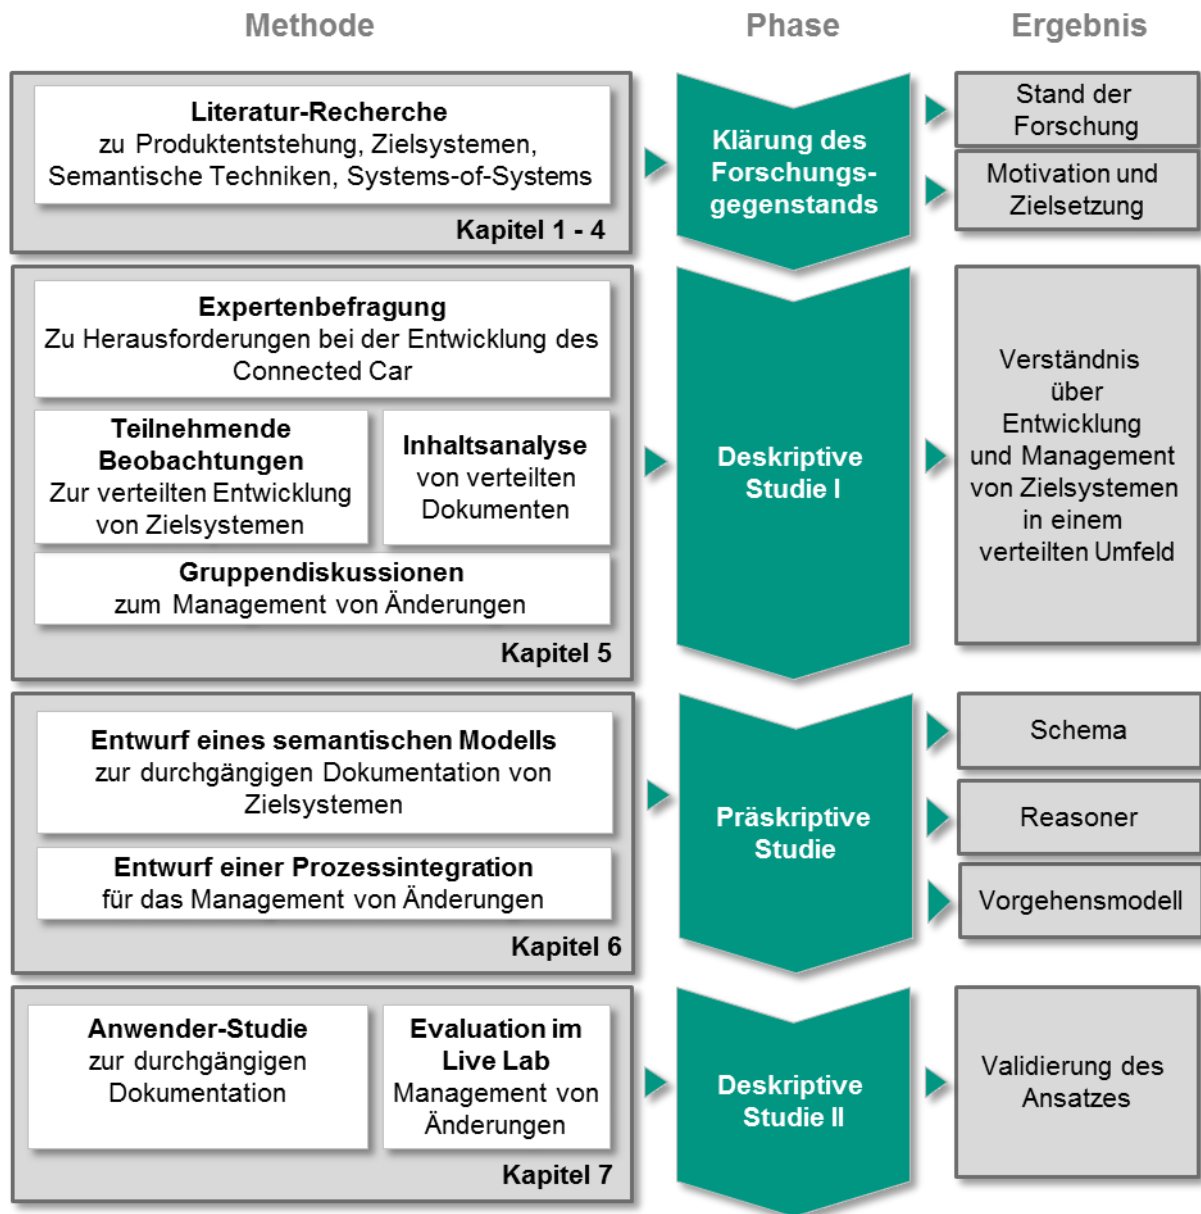 Methode
Phase
Ergebnis
Literatur-Recherche
zu Produktentstehung, Zielsystemen,
Semantische Techniken, Systems-of-Systems
Kapitel 1 - 4
Klärung des
Forschungs-
gegenstands
Stand der
Forschung
Motivation und
Zielsetzung
Expertenbefragung
Zu Herausforderungen bei der Entwicklung des
Connected Car
Teilnehmende
Beobachtungen
Zur verteilten Entwicklung
von Zielsystemen
Inhaltsanalyse
von verteilten
Dokumenten
Gruppendiskussionen
zum Management von Änderungen
Kapitel 5
Deskriptive
Studie I
Verständnis
über
Entwicklung
und Management
von Zielsystemen
in einem
verteilten Umfeld
Entwurf eines semantischen Modells
zur durchgängigen Dokumentation von
Zielsystemen
Entwurf einer Prozessintegration
für das Management von Änderungen
Kapitel 6
Präskriptive
Studie
Schema
Reasoner
Vorgehensmodell
Anwender-Studie
zur durchgängigen
Dokumentation
Evaluation im
Live Lab
Management von
Änderungen
Kapitel 7
Deskriptive
Studie II
Validierung des
Ansatzes